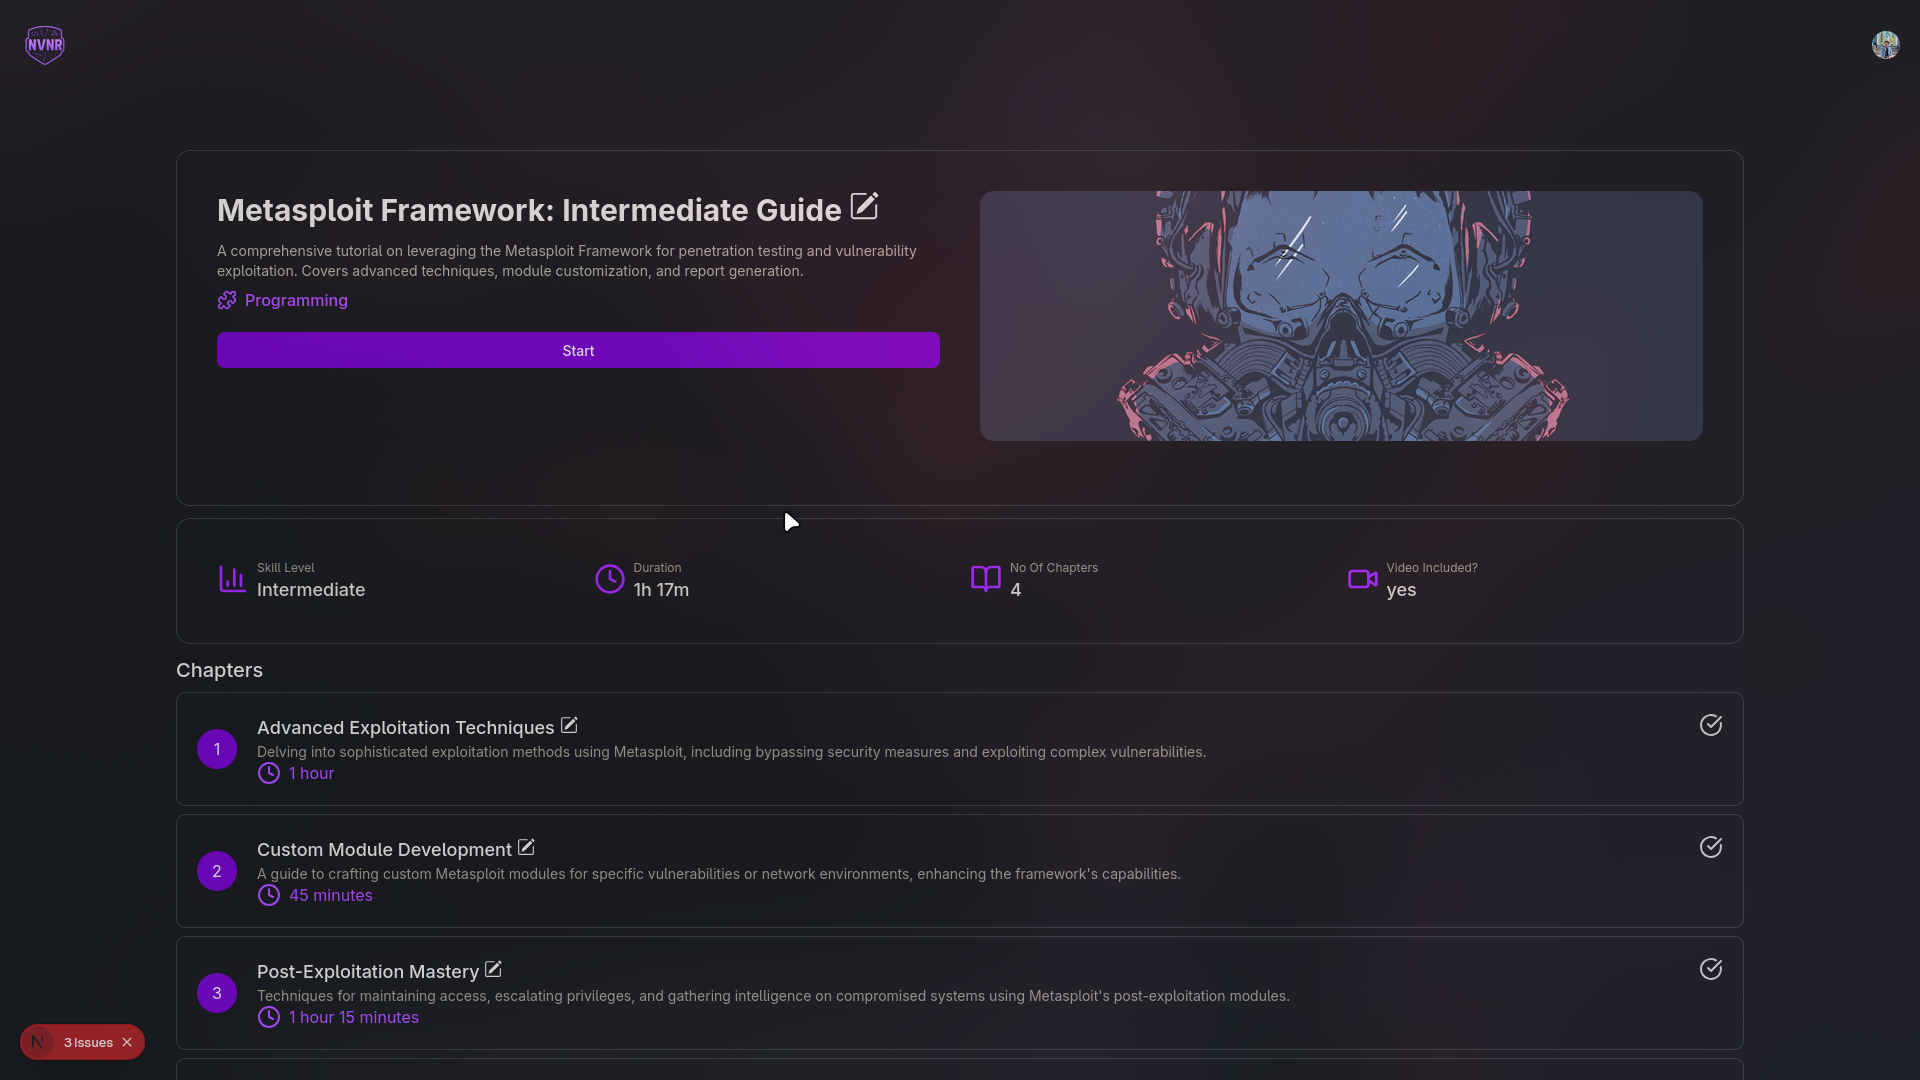 NVNR
Metasploit Framework: Intermediate Guide
A comprehensive tutorial on leveraging the Metasploit Framework for penetration testing and vulnerability
exploitation. Covers advanced techniques, module customization, and report generation.
Programming
Start
Skill Level
Intermediate
Duration
1h 17m
No Of Chapters
4
Video Included?
yes
Chapters
1
Advanced Exploitation Techniques
Delving into sophisticated exploitation methods using Metasploit, including bypassing security measures and exploiting complex vulnerabilities.
1 hour
2
Custom Module Development
A guide to crafting custom Metasploit modules for specific vulnerabilities or network environments, enhancing the framework's capabilities.
45 minutes
3
Post-Exploitation Mastery
Techniques for maintaining access, escalating privileges, and gathering intelligence on compromised systems using Metasploit's post-exploitation modules.
1 hour 15 minutes
N
3 Issues